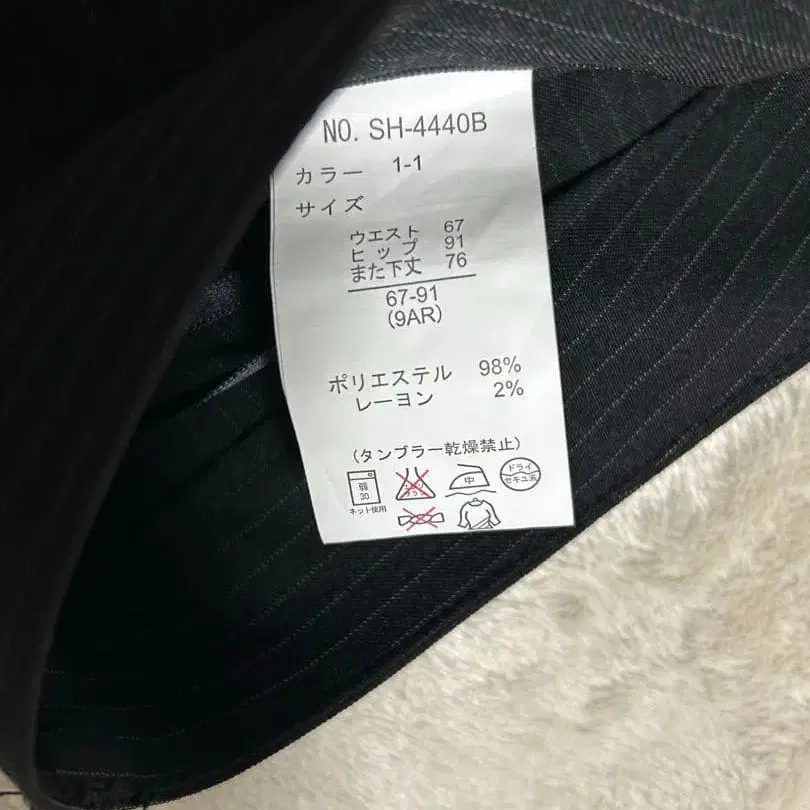 NO. SH-4440B
カラー 1-1
サイズ
ウエスト 67
ヒップ 91
また下丈 76
67-91
(9AR)
ポリエステル 98%
レーヨン 2%
(タンブラー乾燥禁止)
弱
30
ネット使用
中
ドライ
セキユ系